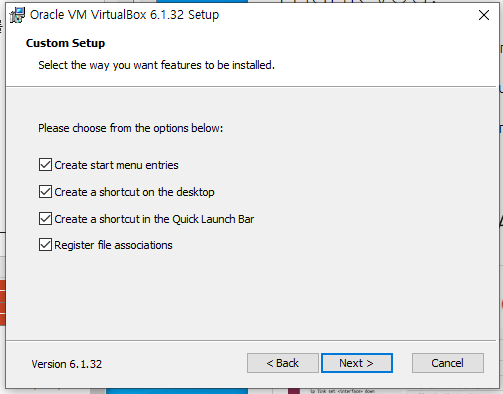 Oracle VM VirtualBox 6.1.32 Setup
Custom Setup
Select the way you want features to be installed.
Please choose from the options below:
Create start menu entries
Create a shortcut on the desktop
Create a shortcut in the Quick Launch Bar
Register file associations
Version 6.1.32
< Back
Next >
Cancel
ip link set <interface> down